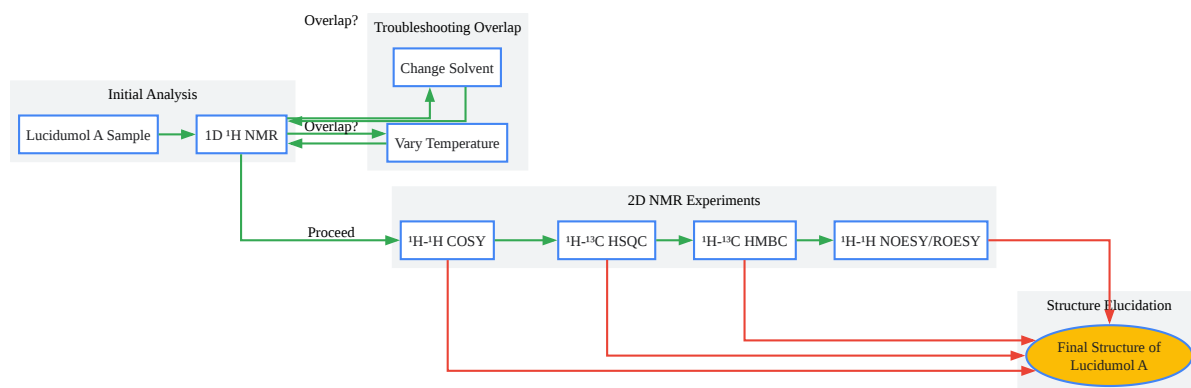 Overlap?
Troubleshooting Overlap
Change Solvent
Initial Analysis
Lucidumol A Sample
1D ¹H NMR
Overlap?
Vary Temperature
2D NMR Experiments
Proceed
¹H-¹H COSY
¹H-¹³C HSQC
¹H-¹³C HMBC
¹H-¹H NOESY/ROESY
Structure Elucidation
Final Structure of
Lucidumol A